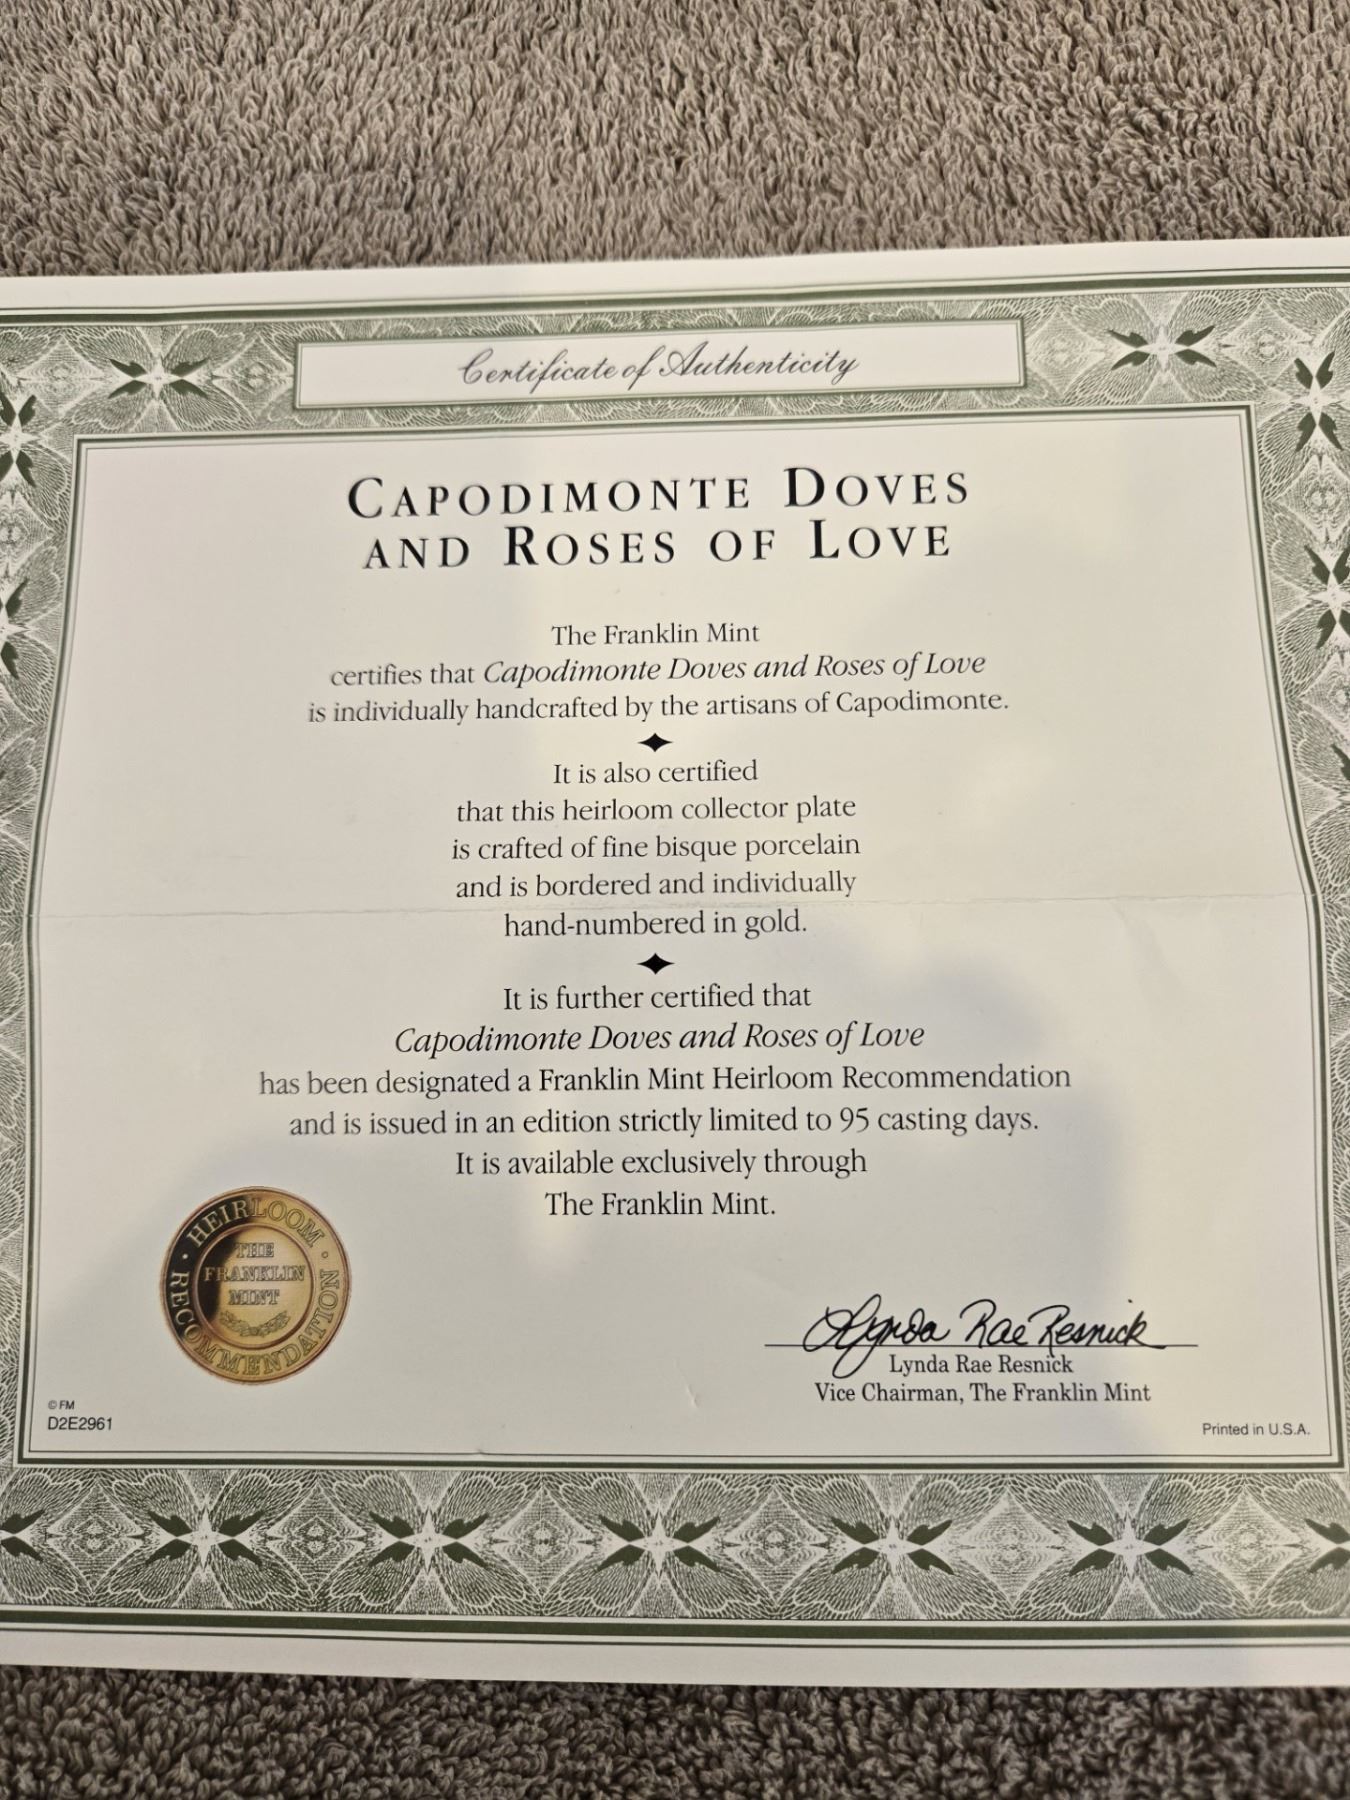 Certificate of Authenticity
CAPODIMONTE DOVES
AND ROSES OF LOVE
The Franklin Mint
certifies that Capodimonte Doves and Roses of Love
is individually handcrafted by the artisans of Capodimonte.
It is also certified
that this heirloom collector plate
is crafted of fine bisque porcelain
and is bordered and individually
hand-numbered in gold.
It is further certified that
Capodimonte Doves and Roses of Love
has been designated a Franklin Mint Heirloom Recommendation
and is issued in an edition strictly limited to 95 casting days.
It is available exclusively through
The Franklin Mint.
HEIRLOOM · RECOMMENDATION ·
THE
FRANKLIN
MINT
Lynda Rae Resnick
Lynda Rae Resnick
Vice Chairman, The Franklin Mint
© FM
D2E2961
Printed in U.S.A.